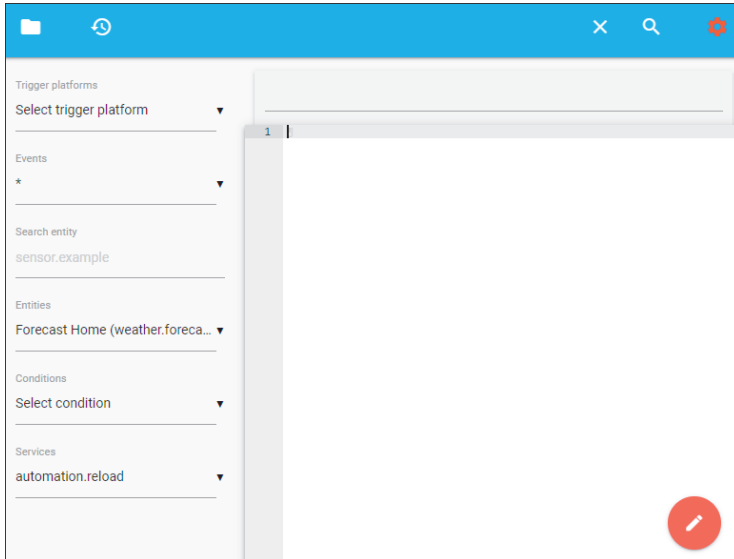 Trigger platforms
Select trigger platform
Events
*
Search entity
sensor.example
Entities
Forecast Home (weather.foreca...
Conditions
Select condition
Services
automation.reload
1